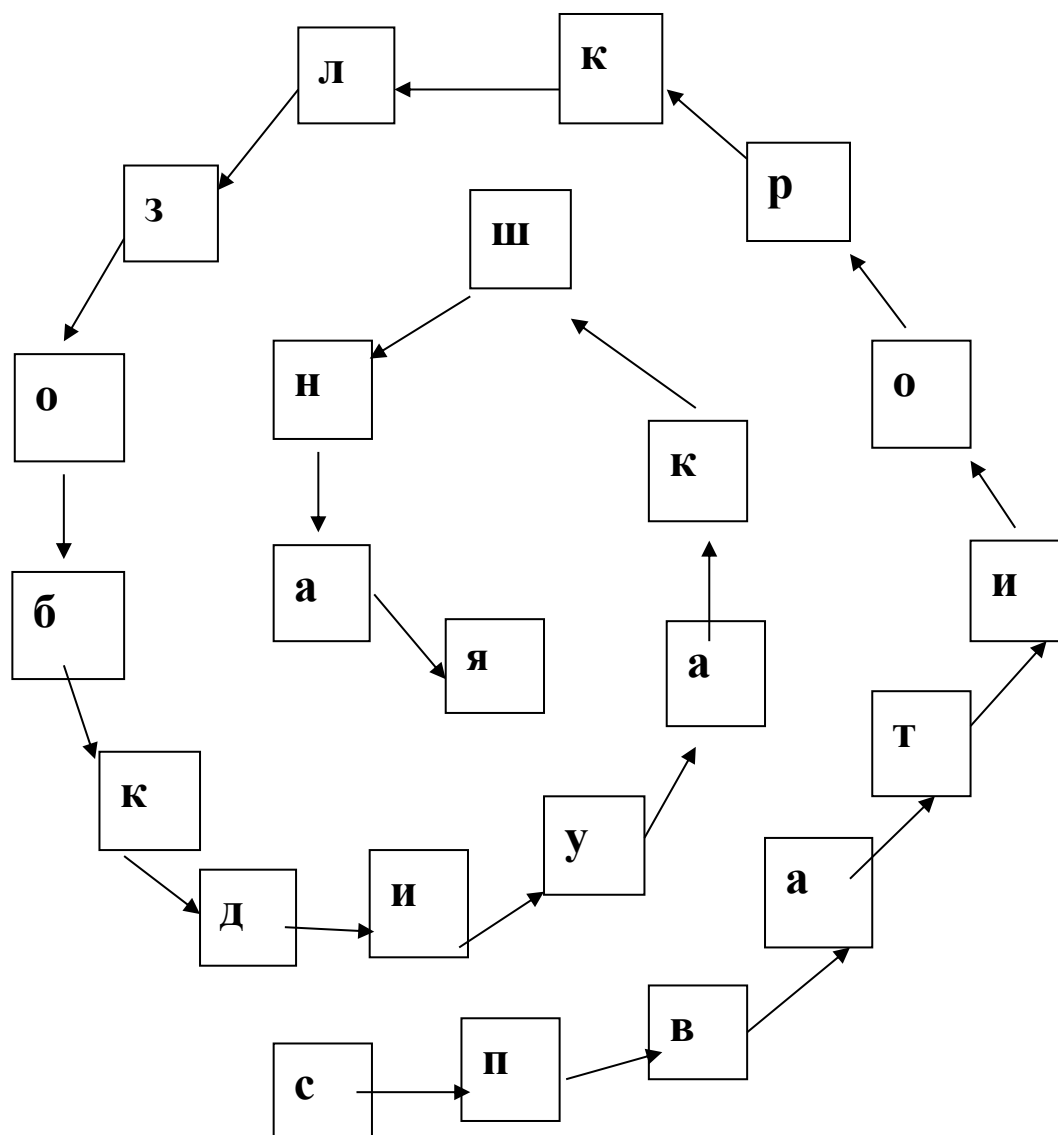 с
п
в
а
т
и
о
р
к
л
з
о
б
к
д
и
у
а
к
ш
н
а
я